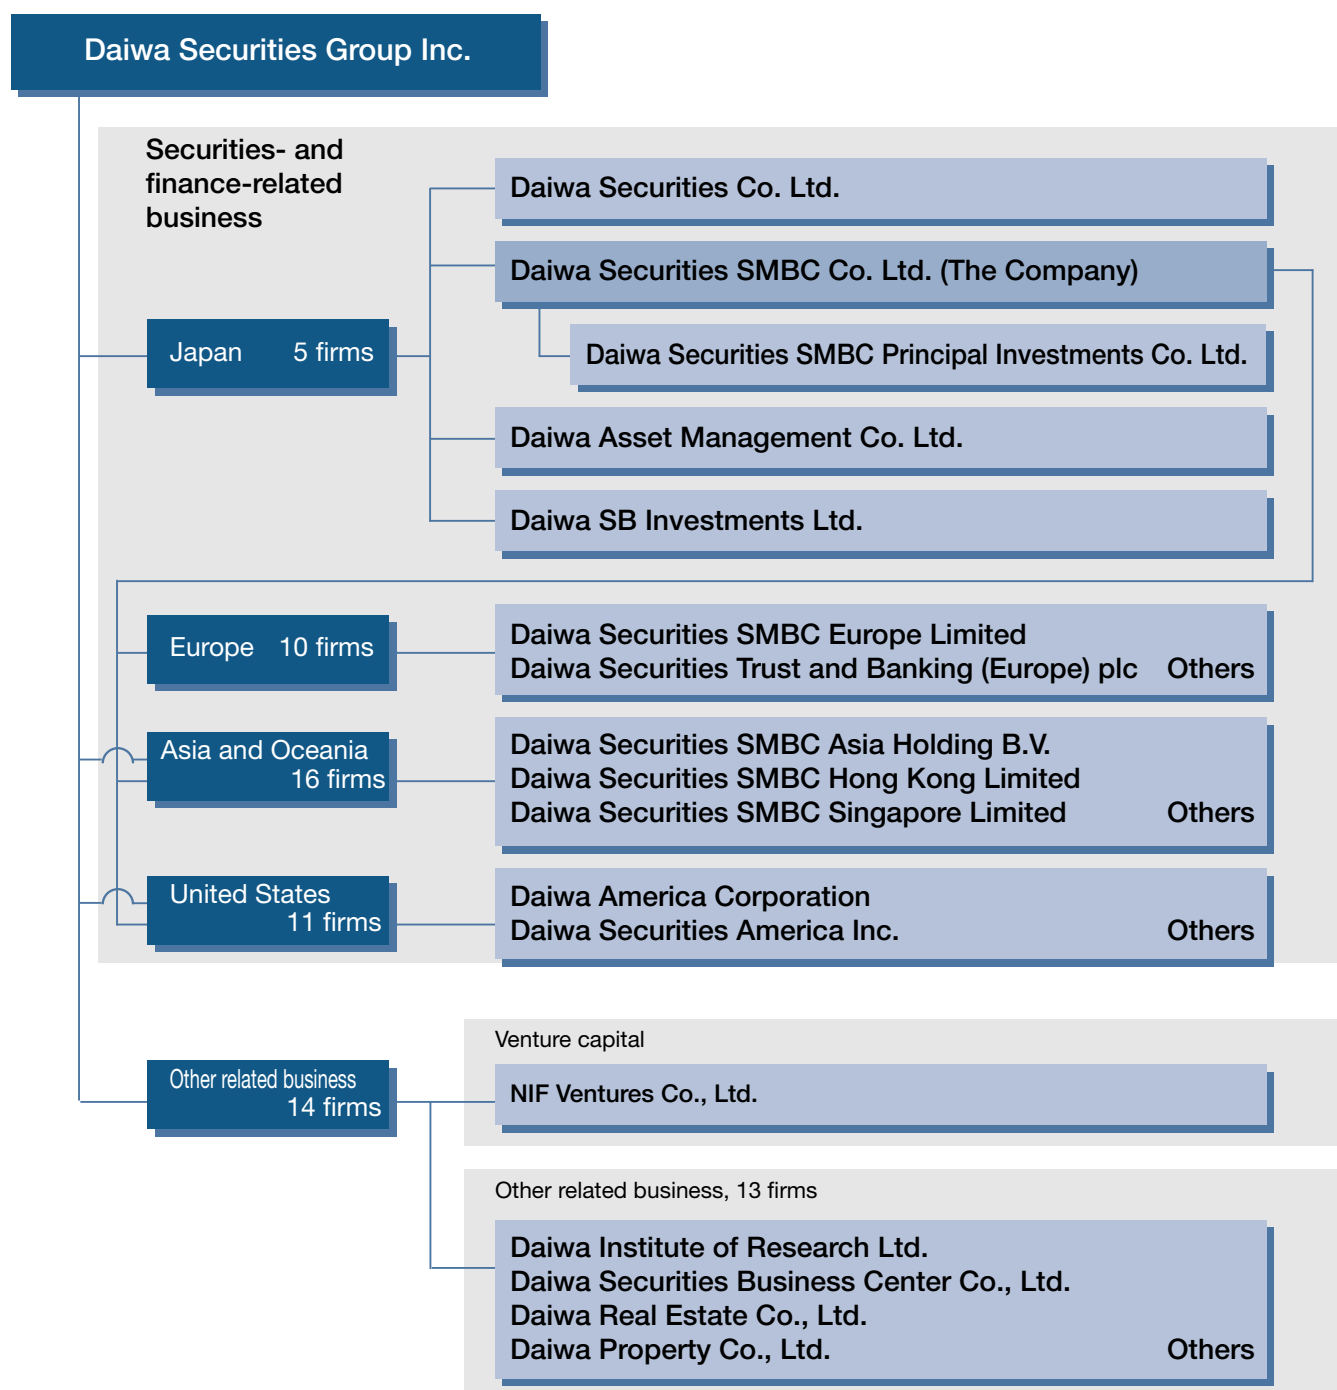 Daiwa Securities Group Inc.
Securities- and
finance-related
business
Japan 5 firms
Daiwa Securities Co. Ltd.
Daiwa Securities SMBC Co. Ltd. (The Company)
Daiwa Securities SMBC Principal Investments Co. Ltd.
Daiwa Asset Management Co. Ltd.
Daiwa SB Investments Ltd.
Europe 10 firms
Daiwa Securities SMBC Europe Limited
Daiwa Securities Trust and Banking (Europe) plc Others
Asia and Oceania
16 firms
Daiwa Securities SMBC Asia Holding B.V.
Daiwa Securities SMBC Hong Kong Limited
Daiwa Securities SMBC Singapore Limited Others
United States
11 firms
Daiwa America Corporation
Daiwa Securities America Inc. Others
Other related business
14 firms
Venture capital
NIF Ventures Co., Ltd.
Other related business, 13 firms
Daiwa Institute of Research Ltd.
Daiwa Securities Business Center Co., Ltd.
Daiwa Real Estate Co., Ltd.
Daiwa Property Co., Ltd. Others